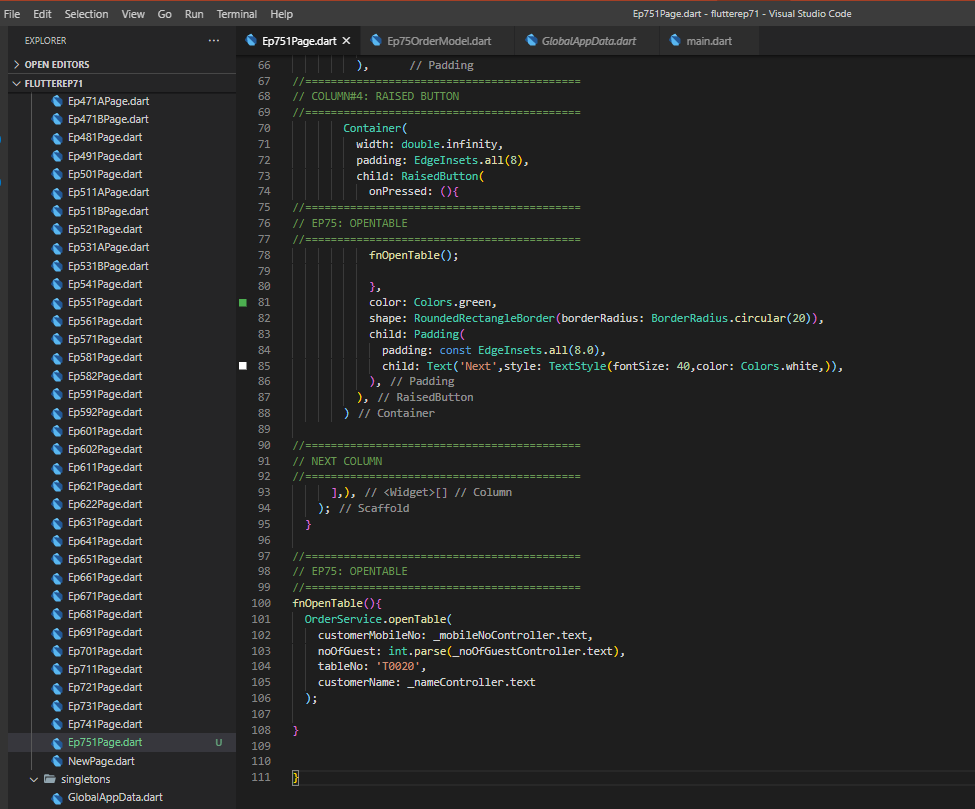 File Edit Selection View Go Run Terminal Help
Ep751Page.dart - flutterep71 - Visual Studio Code
EXPLORER ...
OPEN EDITORS
FLUTTEREP71
Ep471APage.dart
Ep471BPage.dart
Ep481Page.dart
Ep491Page.dart
Ep501Page.dart
Ep511APage.dart
Ep511BPage.dart
Ep521Page.dart
Ep531APage.dart
Ep531BPage.dart
Ep541Page.dart
Ep551Page.dart
Ep561Page.dart
Ep571Page.dart
Ep581Page.dart
Ep582Page.dart
Ep591Page.dart
Ep592Page.dart
Ep601Page.dart
Ep602Page.dart
Ep611Page.dart
Ep621Page.dart
Ep622Page.dart
Ep631Page.dart
Ep641Page.dart
Ep651Page.dart
Ep661Page.dart
Ep671Page.dart
Ep681Page.dart
Ep691Page.dart
Ep701Page.dart
Ep711Page.dart
Ep721Page.dart
Ep731Page.dart
Ep741Page.dart
Ep751Page.dart U
NewPage.dart
singletons
GlobalAppData.dart
Ep751Page.dart Ep75OrderModel.dart GlobalAppData.dart main.dart
66 ), // Padding
67 //===========================================
68 // COLUMN#4: RAISED BUTTON
69 //===========================================
70 Container(
71 width: double.infinity,
72 padding: EdgeInsets.all(8),
73 child: RaisedButton(
74 onPressed: (){
75 //===========================================
76 // EP75: OPENTABLE
77 //===========================================
78 fnOpenTable();
79
80 },
81 color: Colors.green,
82 shape: RoundedRectangleBorder(borderRadius: BorderRadius.circular(20)),
83 child: Padding(
84 padding: const EdgeInsets.all(8.0),
85 child: Text('Next',style: TextStyle(fontSize: 40,color: Colors.white,)),
86 ), // Padding
87 ), // RaisedButton
88 ) // Container
89
90 //===========================================
91 // NEXT COLUMN
92 //===========================================
93 ],), // <Widget>[] // Column
94 ); // Scaffold
95 }
96
97 //===========================================
98 // EP75: OPENTABLE
99 //===========================================
100 fnOpenTable(){
101 OrderService.openTable(
102 customerMobileNo: _mobileNoController.text,
103 noOfGuest: int.parse(_noOfGuestController.text),
104 tableNo: 'T0020',
105 customerName: _nameController.text
106 );
107
108 }
109
110
111 }